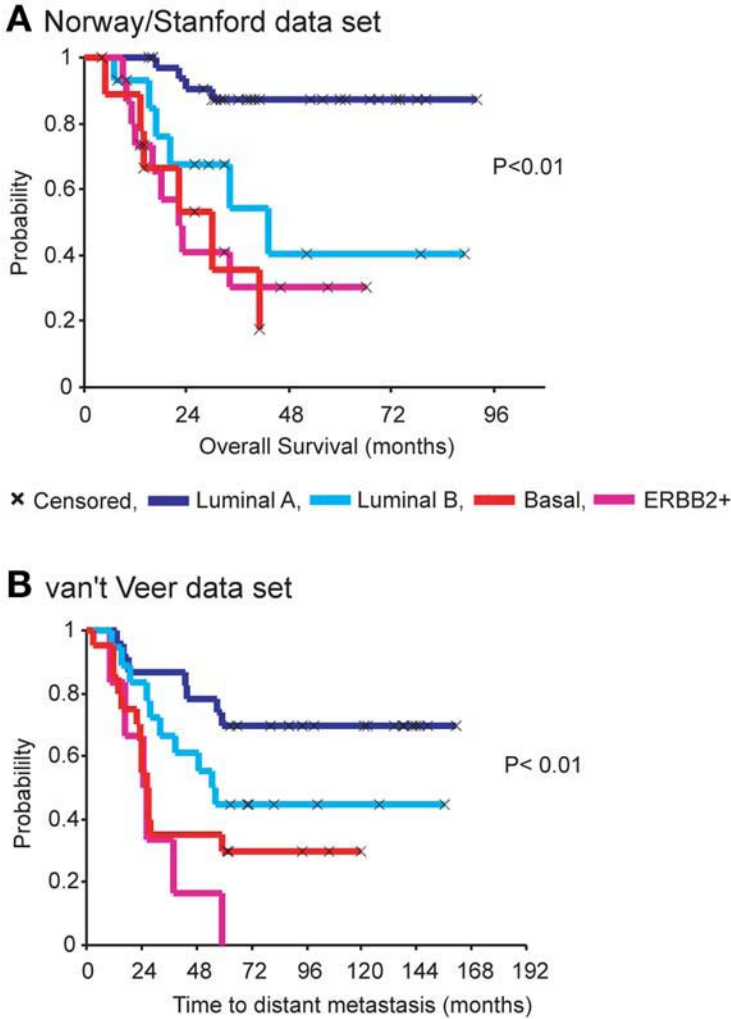 A Norway/Stanford data set
1
0.8
0.6
0.4
0.2
0
Probability
P<0.01
0 24 48 72 96
Overall Survival (months)
× Censored, Luminal A, Luminal B, Basal, ERBB2+
B van't Veer data set
1
0.8
0.6
0.4
0.2
0
Probabililty
P< 0.01
0 24 48 72 96 120 144 168 192
Time to distant metastasis (months)